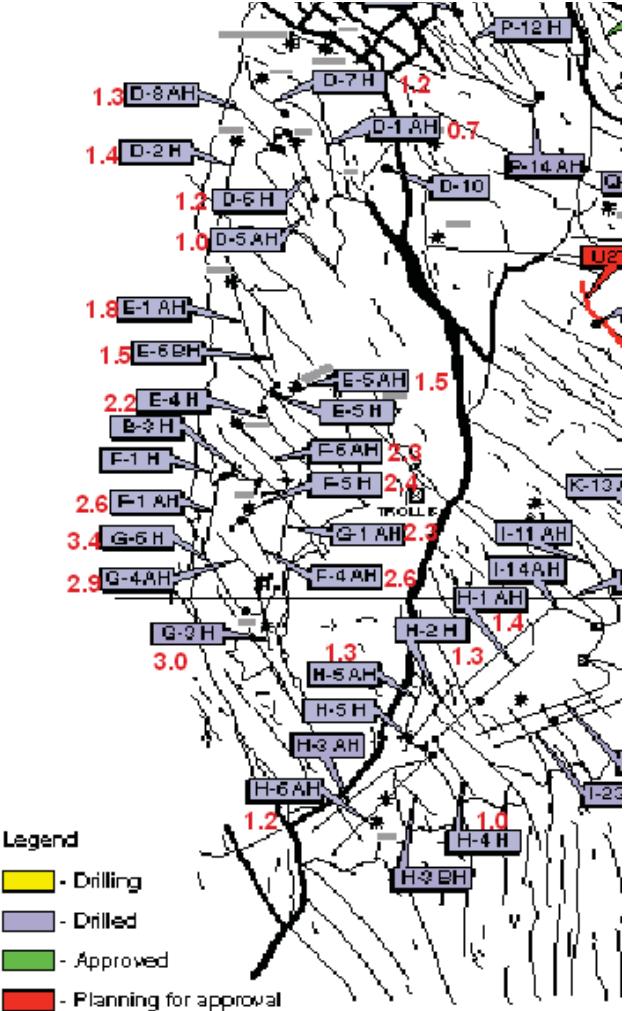 P-12 H
D-7 H 1.2
1.3 D-8 AH
D-1 AH 0.7
1.4 D-2 H
P-14 AH
D-10
1.2 D-6 H
1.0 D-5 AH
1.8 E-1 AH
1.5 E-6 BH
E-6 AH 1.5
2.2 E-4 H
E-5 H
B-3 H
F-6 AH 2.3
F-1 H
F-5 H 2.4
K-13
2.6 F-1 AH
TROLL
3.4 G-5 H
G-1 AH 2.3
I-11 AH
2.9 G-4 AH
F-4 AH 2.6
I-14AH
H-1 AH
1.4
G-3 H
H-2 H
3.0
1.3
1.3
H-5 AH
H-5 H
H-3 AH
H-6 AH
I-23
1.2
1.0
H-4 H
H-3 BH
Legend
- Drilling
- Drilled
- Approved
- Planning for approval